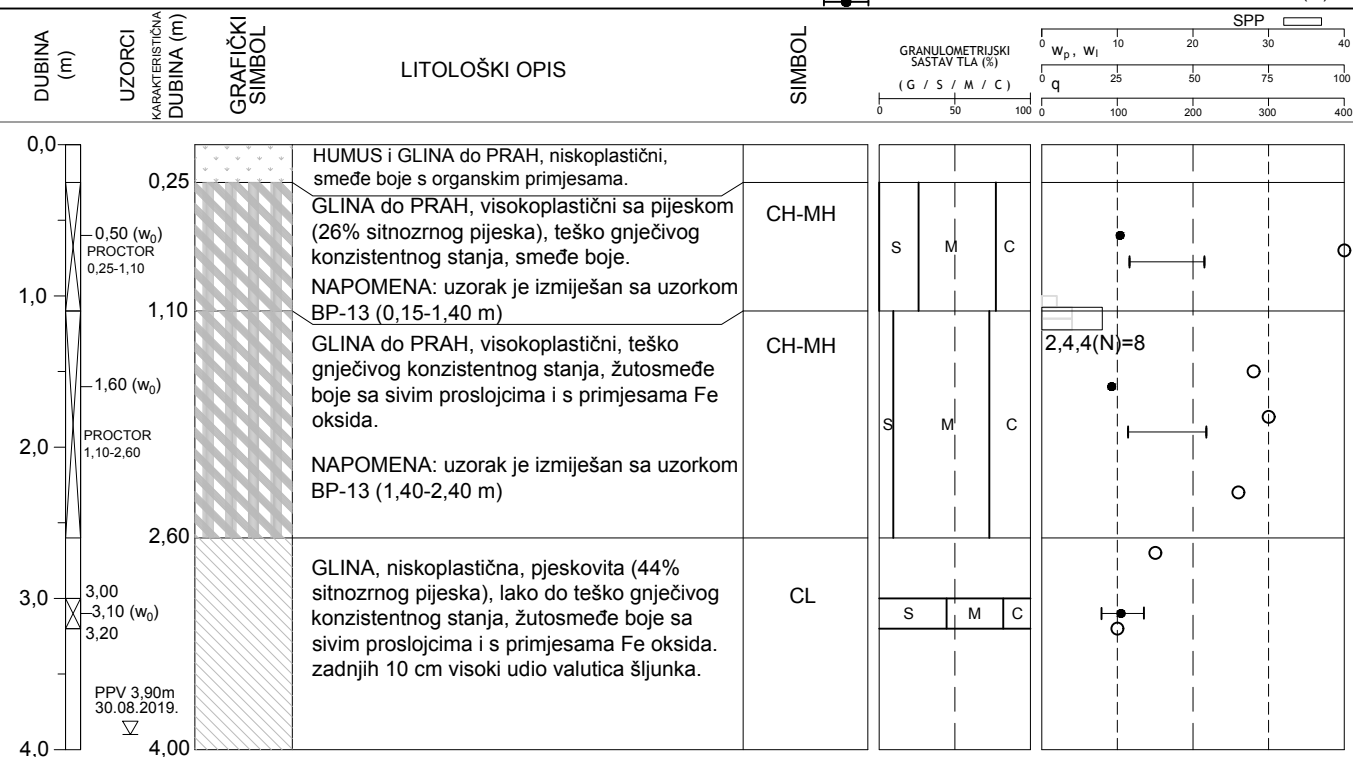 SPP
DUBINA
(m)
UZORCI
KARAKTERISTIČNA
DUBINA (m)
GRAFIČKI
SIMBOL
LITOLOŠKI OPIS
SIMBOL
GRANULOMETRIJSKI
SASTAV TLA (%)
( G / S / M / C )
0 50 100
0 10 20 30 40
wp , wl
0 25 50 75 100
q
0 100 200 300 400
0,0
HUMUS i GLINA do PRAH, niskoplastični,
smeđe boje s organskim primjesama.
0,25
GLINA do PRAH, visokoplastični sa pijeskom
(26% sitnozrnog pijeska), teško gnječivog
konzistentnog stanja, smeđe boje.
NAPOMENA: uzorak je izmiješan sa uzorkom
BP-13 (0,15-1,40 m)
CH-MH
0,50 (w0)
PROCTOR
0,25-1,10
S M C
1,0
1,10
GLINA do PRAH, visokoplastični, teško
gnječivog konzistentnog stanja, žutosmeđe
boje sa sivim proslojcima i s primjesama Fe
oksida.
NAPOMENA: uzorak je izmiješan sa uzorkom
BP-13 (1,40-2,40 m)
CH-MH
2,4,4(N)=8
1,60 (w0)
PROCTOR
1,10-2,60
S M C
2,0
2,60
GLINA, niskoplastična, pjeskovita (44%
sitnozrnog pijeska), lako do teško gnječivog
konzistentnog stanja, žutosmeđe boje sa
sivim proslojcima i s primjesama Fe oksida.
zadnjih 10 cm visoki udio valutica šljunka.
CL
3,0
3,00
3,10 (w0)
3,20
S M C
PPV 3,90m
30.08.2019.
4,0
4,00